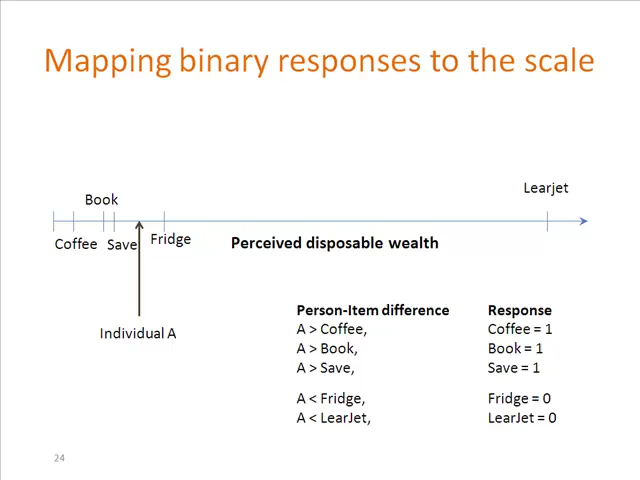 Mapping binary responses to the scale
Learjet
Book
Coffee Save Fridge
Perceived disposable wealth
Individual A
Person-Item difference Response
A > Coffee, Coffee = 1
A > Book, Book = 1
A > Save, Save = 1
A < Fridge, Fridge = 0
A < LearJet, LearJet = 0
24